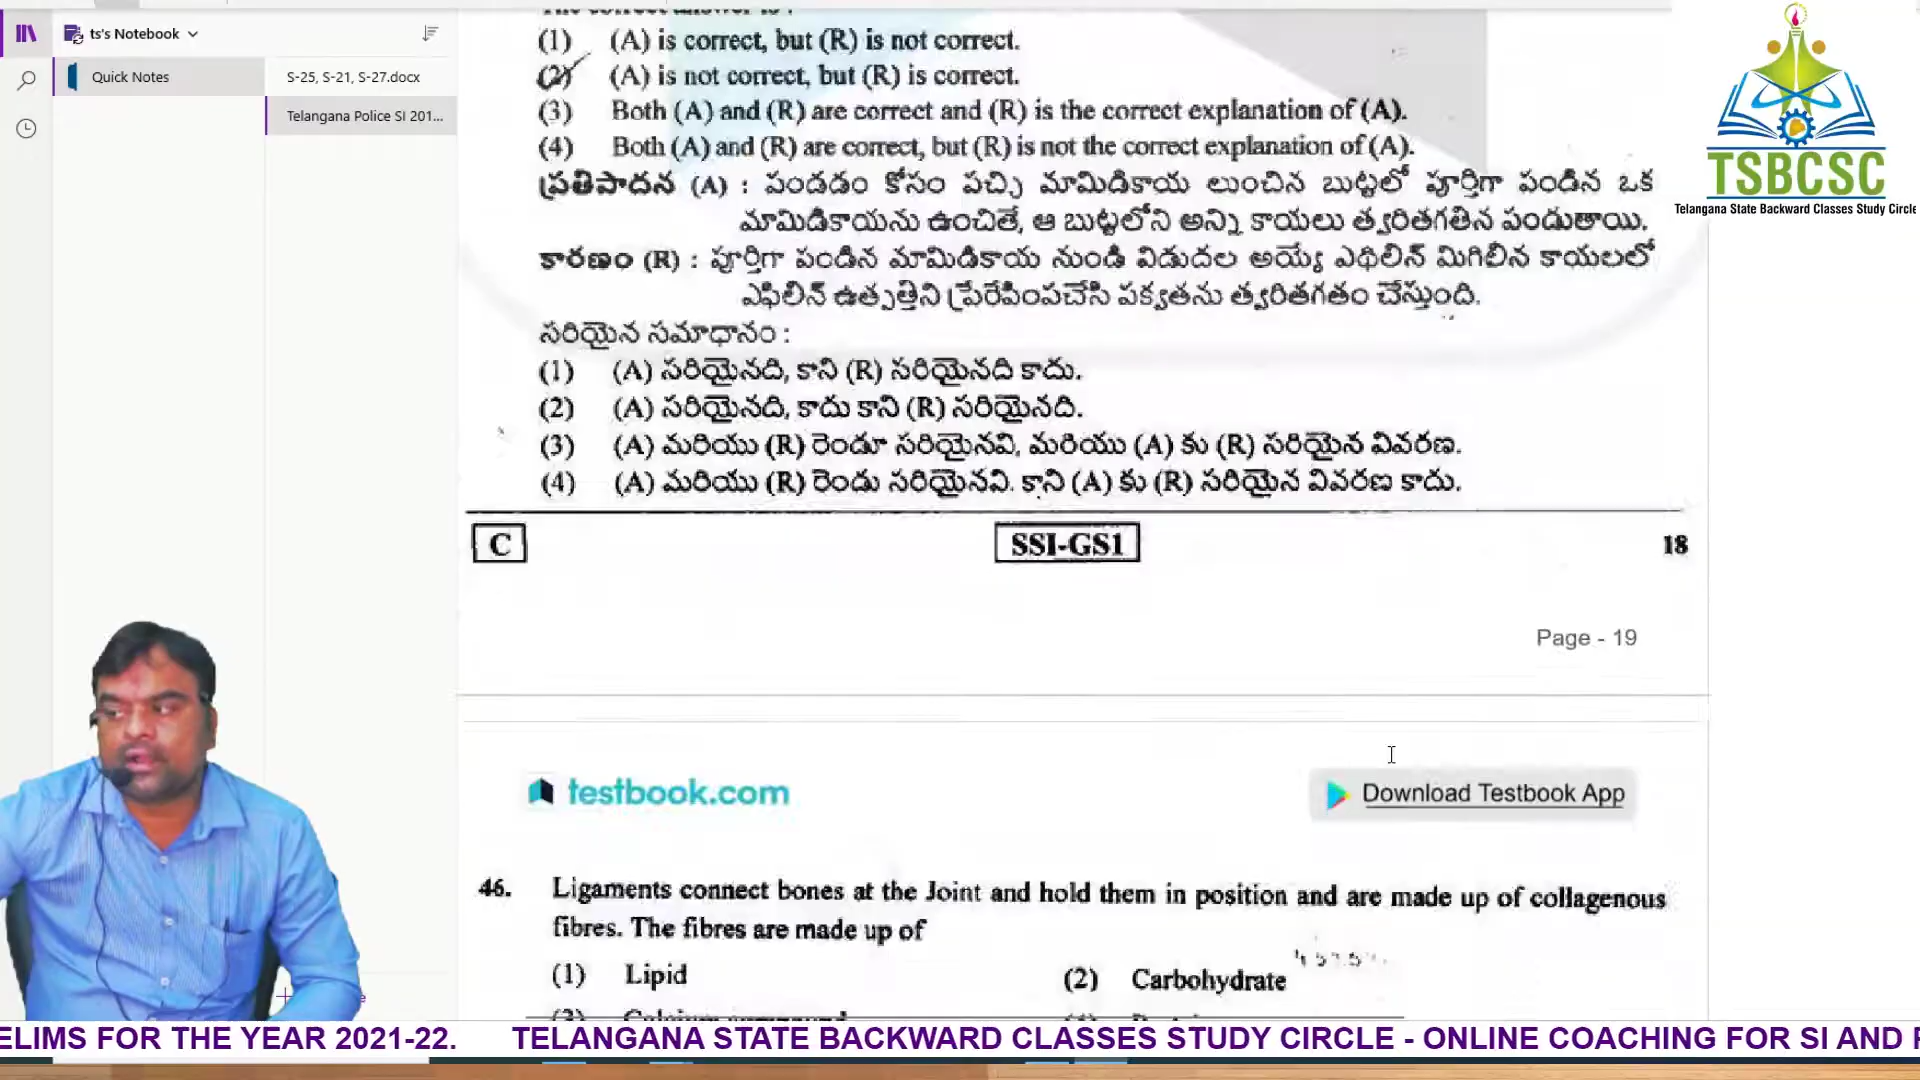 ts's Notebook
Quick Notes
S-25, S-21, S-27.docx
Telangana Police SI 201...
The correct answer is :
(1) (A) is correct, but (R) is not correct.
(2) (A) is not correct, but (R) is correct.
(3) Both (A) and (R) are correct and (R) is the correct explanation of (A).
(4) Both (A) and (R) are correct, but (R) is not the correct explanation of (A).
ప్రతిపాదన (A) : పండడం కోసం పచ్చి మామిడికాయ లుంచిన బుట్టలో పూర్తిగా పండిన ఒక
మామిడికాయను ఉంచితే, ఆ బుట్టలోని అన్ని కాయలు త్వరితగతిన పండుతాయి.
కారణం (R) : పూర్తిగా పండిన మామిడికాయ నుండి విడుదల అయ్యే ఎథిలిన్ మిగిలిన కాయలలో
ఎఫిలిన్ ఉత్పత్తిని ప్రేరేపింపచేసి పక్వతను త్వరితగతం చేస్తుంది.
సరియైన సమాధానం :
(1) (A) సరియైనది, కాని (R) సరియైనది కాదు.
(2) (A) సరియైనది, కాదు కాని (R) సరియైనది.
(3) (A) మరియు (R) రెండూ సరియైనవి, మరియు (A) కు (R) సరియైన వివరణ.
(4) (A) మరియు (R) రెండు సరియైనవి. కాని (A) కు (R) సరియైన వివరణ కాదు.
C SSI-GS1 18
Page - 19
testbook.com Download Testbook App
46. Ligaments connect bones at the Joint and hold them in position and are made up of collagenous
fibres. The fibres are made up of
(1) Lipid (2) Carbohydrate
TSBCSC
Telangana State Backward Classes Study Circle
ELIMS FOR THE YEAR 2021-22. TELANGANA STATE BACKWARD CLASSES STUDY CIRCLE - ONLINE COACHING FOR SI AND